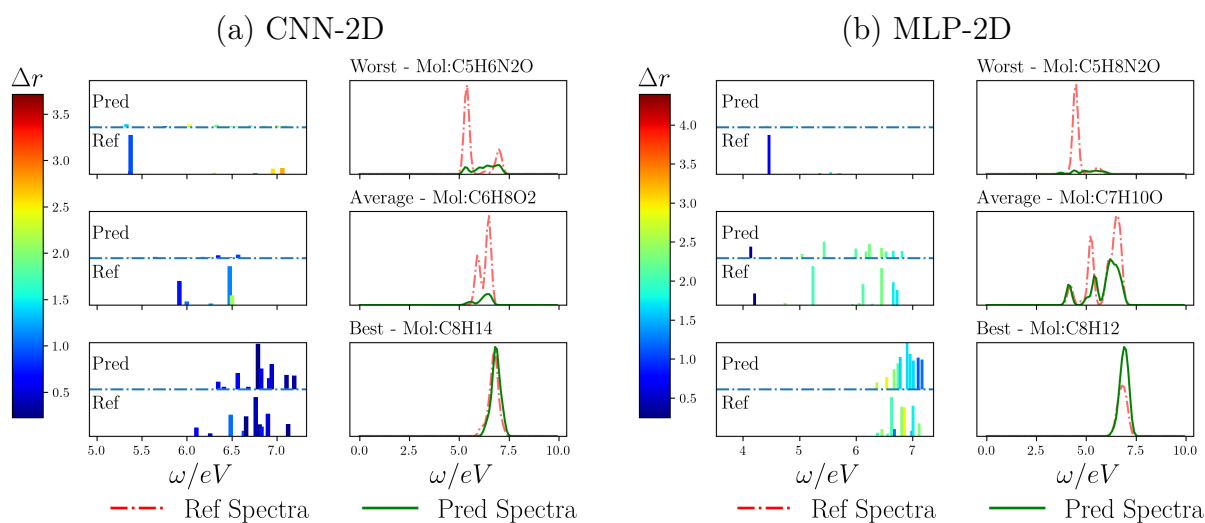 (a) CNN-2D
Δr
3.5
3.0
2.5
2.0
1.5
1.0
0.5
Pred
Ref
Pred
Ref
Pred
Ref
5.0 5.5 6.0 6.5 7.0
ω/eV
Worst - Mol:C5H6N2O
Average - Mol:C6H8O2
Best - Mol:C8H14
0.0 2.5 5.0 7.5 10.0
ω/eV
Ref Spectra
Pred Spectra
(b) MLP-2D
Δr
4.0
3.5
3.0
2.5
2.0
1.5
1.0
0.5
Pred
Ref
Pred
Ref
Pred
Ref
4 5 6 7
ω/eV
Worst - Mol:C5H8N2O
Average - Mol:C7H10O
Best - Mol:C8H12
0.0 2.5 5.0 7.5 10.0
ω/eV
Ref Spectra
Pred Spectra